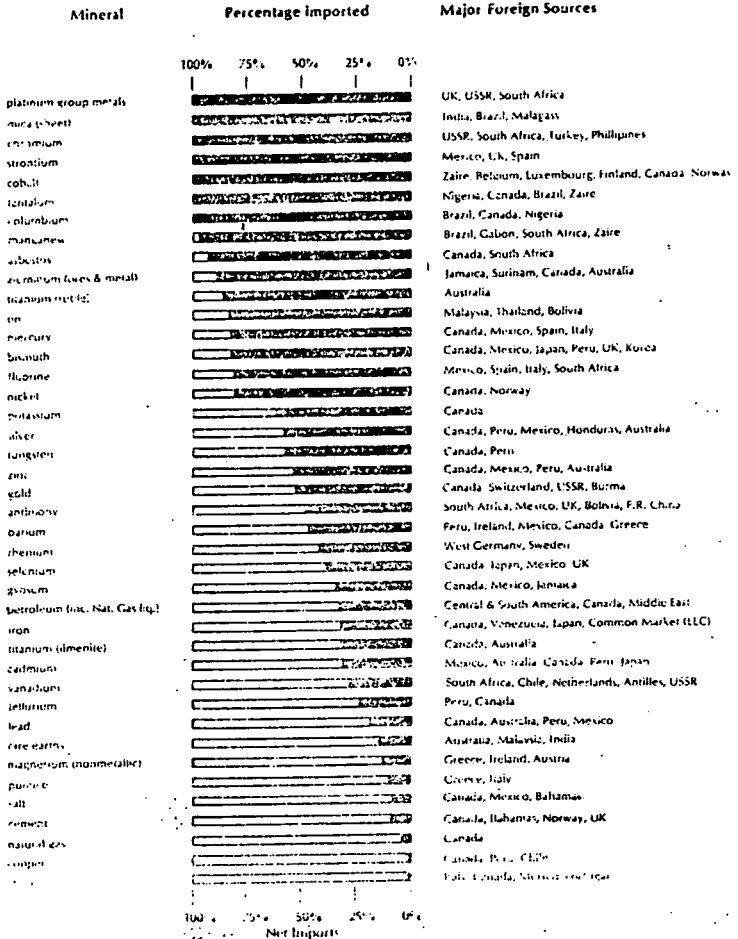 Mineral Percentage imported Major Foreign Sources
100% 75% 50% 25% 0%
platinum group metals UK, USSR, South Africa
mica (sheet) India, Brazil, Malagass
chromium USSR, South Africa, Turkey, Phillipines
strontium Mexico, UK, Spain
cobalt Zaire, Belgium, Luxembourg, Finland, Canada Norway
tantalum Nigeria, Canada, Brazil, Zaire
columbium Brazil, Canada, Nigeria
manganese Brazil, Gabon, South Africa, Zaire
asbestos Canada, South Africa
aluminum (ores & metal) Jamaica, Surinam, Canada, Australia
titanium (rutile) Australia
tin Malaysia, Thailand, Bolivia
mercury Canada, Mexico, Spain, Italy
bismuth Canada, Mexico, Japan, Peru, UK, Korea
fluorine Mexico, Spain, Italy, South Africa
nickel Canada, Norway
potassium Canada
silver Canada, Peru, Mexico, Honduras, Australia
tungsten Canada, Peru
zinc Canada, Mexico, Peru, Australia
gold Canada Switzerland, USSR, Burma
antimony South Africa, Mexico, UK, Bolivia, P.R. China
barium Peru, Ireland, Mexico, Canada Greece
rhenium West Germany, Sweden
selenium Canada Japan, Mexico UK
gypsum Canada, Mexico, Jamaica
petroleum (inc. Nat. Gas liq.) Central & South America, Canada, Middle East
iron Canada, Venezuela, Japan, Common Market (EEC)
titanium (ilmenite) Canada, Australia
cadmium Mexico, Australia Canada Peru Japan
vanadium South Africa, Chile, Netherlands, Antilles, USSR
tellurium Peru, Canada
lead Canada, Australia, Peru, Mexico
rare earths Australia, Malaysia, India
magnesium (nonmetallic) Greece, Ireland, Austria
pumice Greece, Italy
salt Canada, Mexico, Bahamas
cement Canada, Bahamas, Norway, UK
natural gas Canada
copper Canada Peru Chile
Canada, Mexico
100% 75% 50% 25% 0%
Net Imports